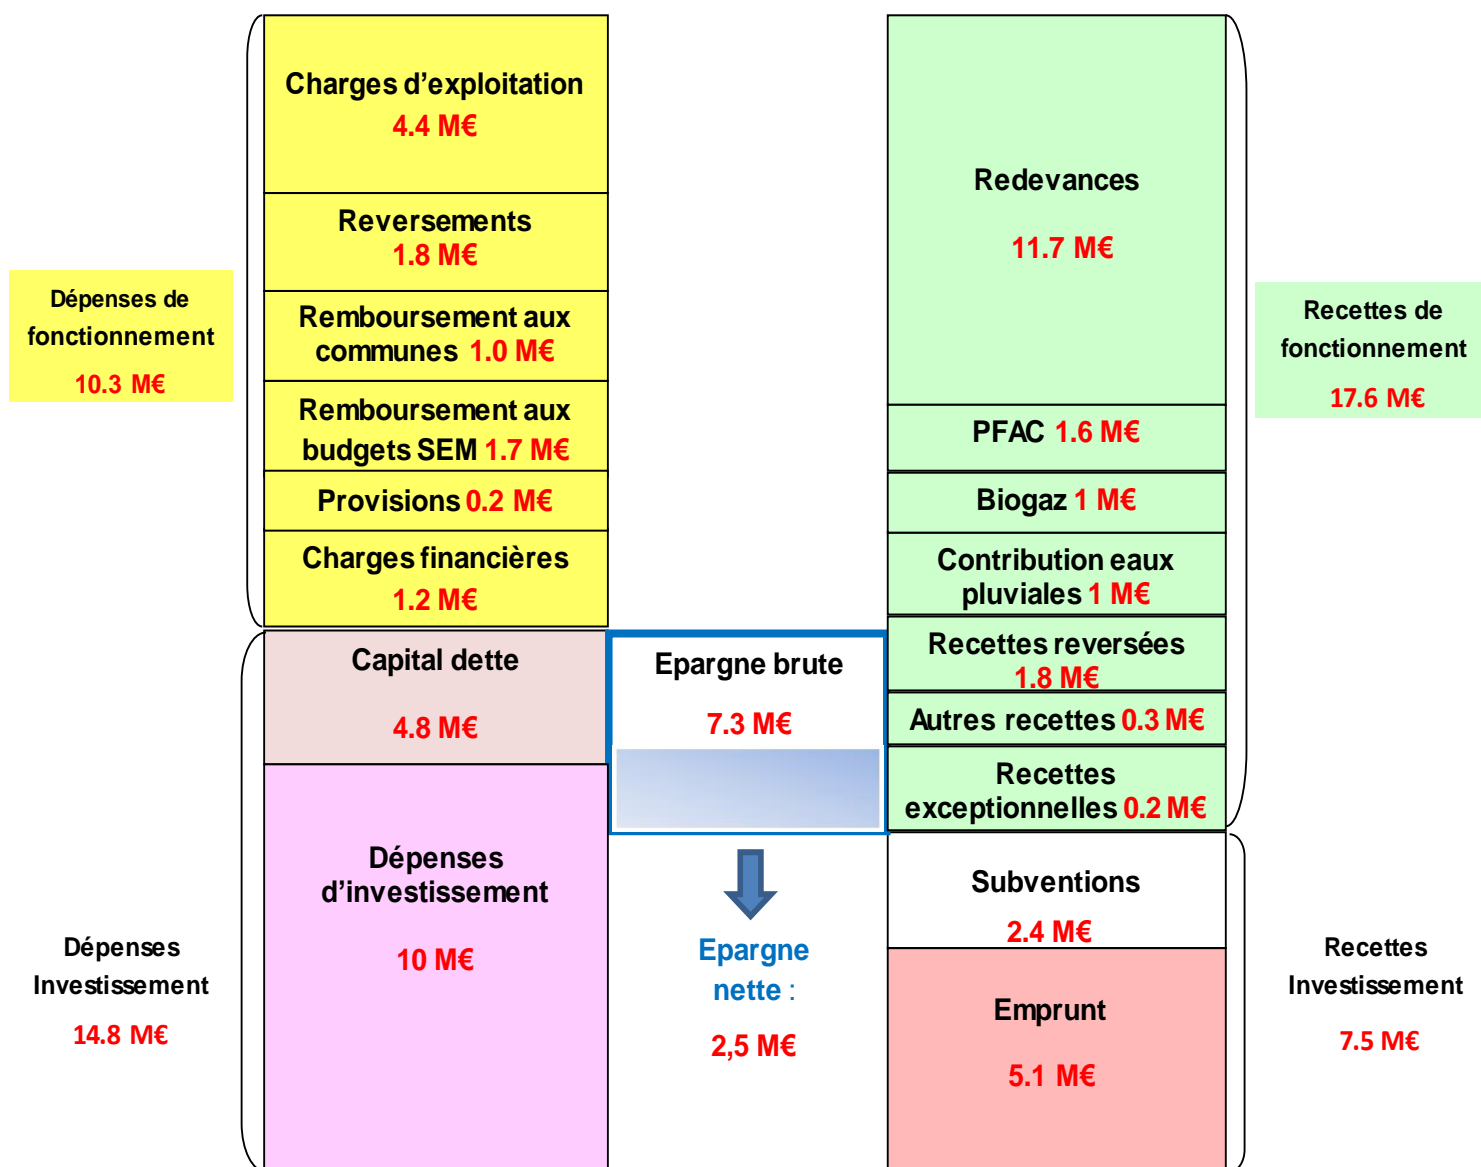 Charges d’exploitation
4.4 M€
Reversements
1.8 M€
Remboursement aux
communes 1.0 M€
Remboursement aux
budgets SEM 1.7 M€
Provisions 0.2 M€
Charges financières
1.2 M€
Dépenses de
fonctionnement
10.3 M€
Capital dette
4.8 M€
Dépenses
d’investissement
10 M€
Dépenses
Investissement
14.8 M€
Epargne brute
7.3 M€
Epargne
nette :
2,5 M€
Redevances
11.7 M€
PFAC 1.6 M€
Biogaz 1 M€
Contribution eaux
pluviales 1 M€
Recettes reversées
1.8 M€
Autres recettes 0.3 M€
Recettes
exceptionnelles 0.2 M€
Recettes de
fonctionnement
17.6 M€
Subventions
2.4 M€
Emprunt
5.1 M€
Recettes
Investissement
7.5 M€